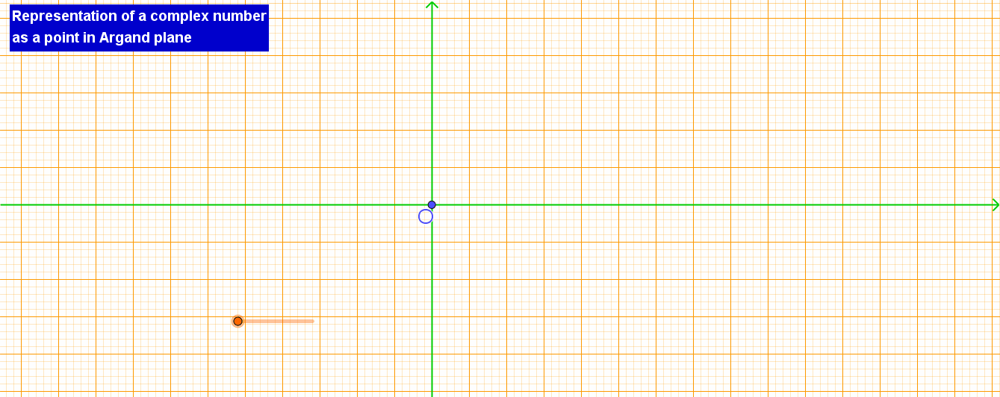 Representation of a complex number
as a point in Argand plane
O